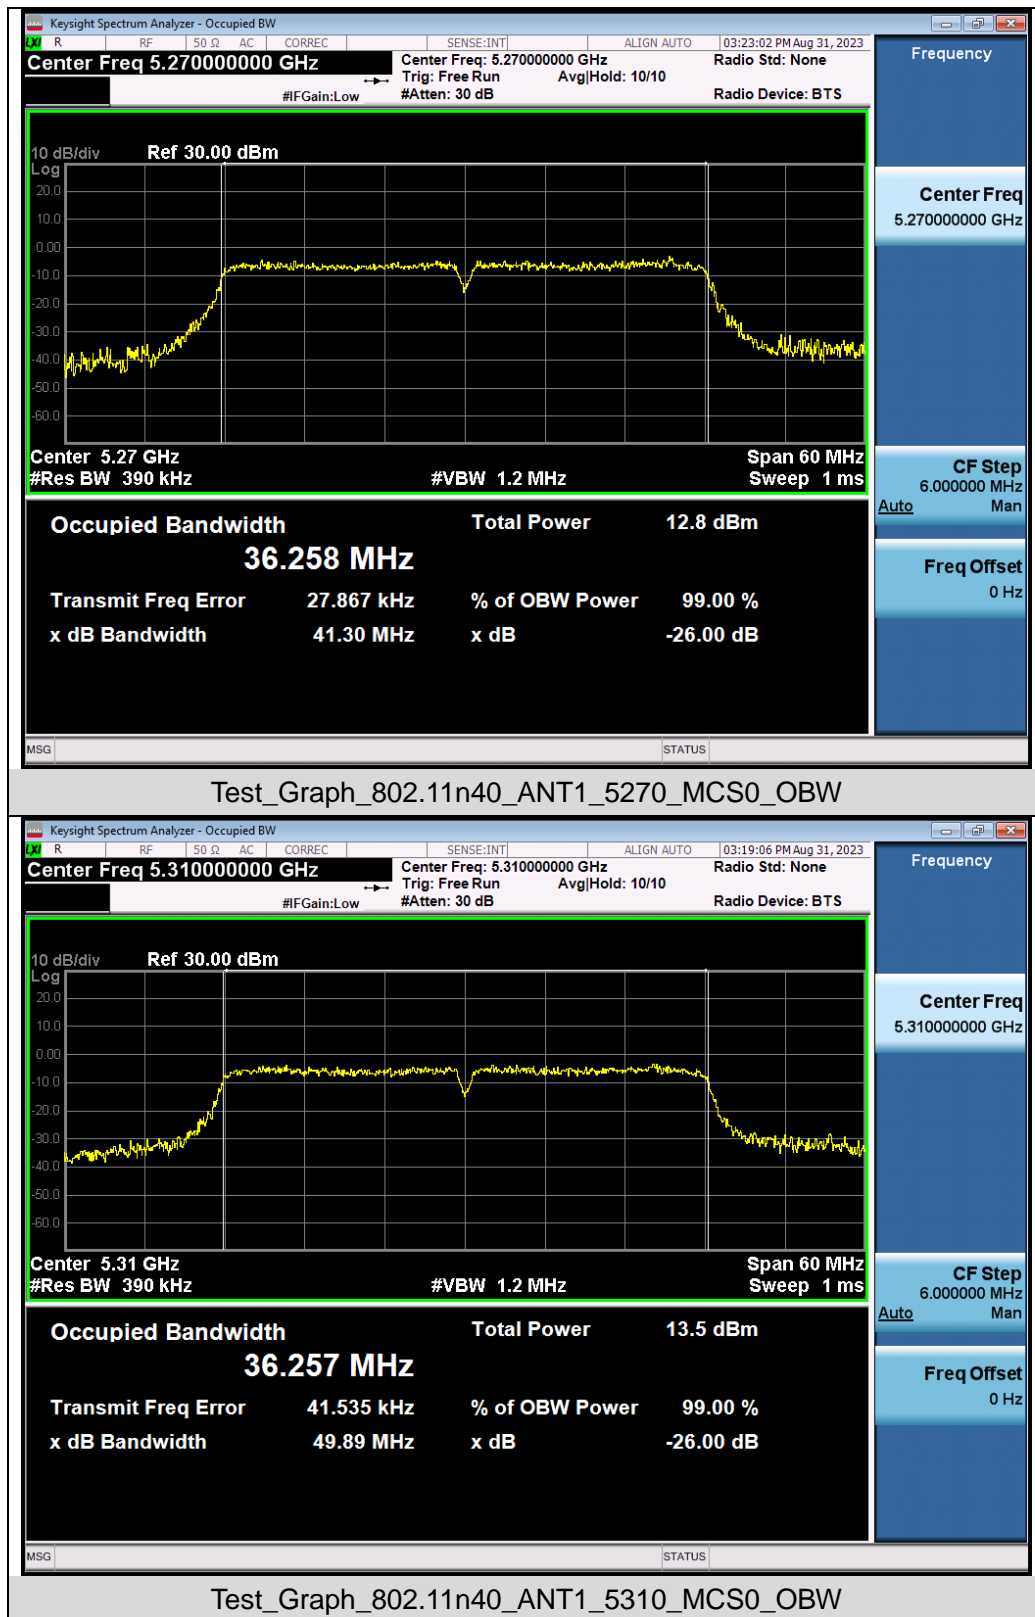 Keysight Spectrum Analyzer - Occupied BW
LXI R RF 50 Ω AC CORREC SENSE:INT ALIGN AUTO 03:23:02 PM Aug 31, 2023
Center Freq 5.270000000 GHz
Center Freq: 5.270000000 GHz Radio Std: None
Trig: Free Run Avg|Hold: 10/10
#IFGain:Low #Atten: 30 dB Radio Device: BTS
10 dB/div Ref 30.00 dBm
Log
20.0
10.0
0.00
-10.0
-20.0
-30.0
-40.0
-50.0
-60.0
Center 5.27 GHz Span 60 MHz
#Res BW 390 kHz #VBW 1.2 MHz Sweep 1 ms
Occupied Bandwidth Total Power 12.8 dBm
36.258 MHz
Transmit Freq Error 27.867 kHz % of OBW Power 99.00 %
x dB Bandwidth 41.30 MHz x dB -26.00 dB
MSG STATUS
Frequency
Center Freq
5.270000000 GHz
CF Step
6.000000 MHz
Auto Man
Freq Offset
0 Hz
Test_Graph_802.11n40_ANT1_5270_MCS0_OBW
Keysight Spectrum Analyzer - Occupied BW
LXI R RF 50 Ω AC CORREC SENSE:INT ALIGN AUTO 03:19:06 PM Aug 31, 2023
Center Freq 5.310000000 GHz
Center Freq: 5.310000000 GHz Radio Std: None
Trig: Free Run Avg|Hold: 10/10
#IFGain:Low #Atten: 30 dB Radio Device: BTS
10 dB/div Ref 30.00 dBm
Log
20.0
10.0
0.00
-10.0
-20.0
-30.0
-40.0
-50.0
-60.0
Center 5.31 GHz Span 60 MHz
#Res BW 390 kHz #VBW 1.2 MHz Sweep 1 ms
Occupied Bandwidth Total Power 13.5 dBm
36.257 MHz
Transmit Freq Error 41.535 kHz % of OBW Power 99.00 %
x dB Bandwidth 49.89 MHz x dB -26.00 dB
MSG STATUS
Frequency
Center Freq
5.310000000 GHz
CF Step
6.000000 MHz
Auto Man
Freq Offset
0 Hz
Test_Graph_802.11n40_ANT1_5310_MCS0_OBW